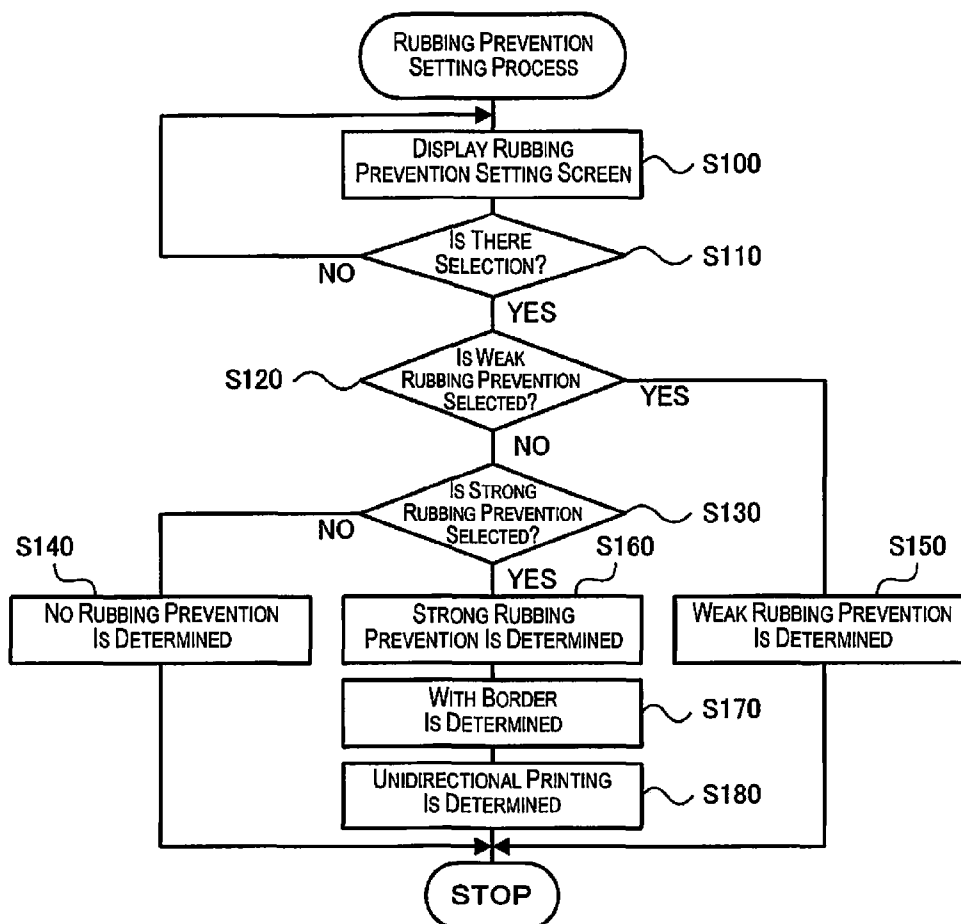 RUBBING PREVENTION
SETTING PROCESS
DISPLAY RUBBING
PREVENTION SETTING SCREEN
S100
IS THERE
SELECTION?
S110
NO
YES
IS WEAK
RUBBING PREVENTION
SELECTED?
S120
YES
NO
IS STRONG
RUBBING PREVENTION
SELECTED?
S130
NO
YES
S140
S160
S150
NO RUBBING PREVENTION
IS DETERMINED
STRONG RUBBING
PREVENTION IS DETERMINED
WEAK RUBBING PREVENTION
IS DETERMINED
WITH BORDER
IS DETERMINED
S170
UNIDIRECTIONAL PRINTING
IS DETERMINED
S180
STOP